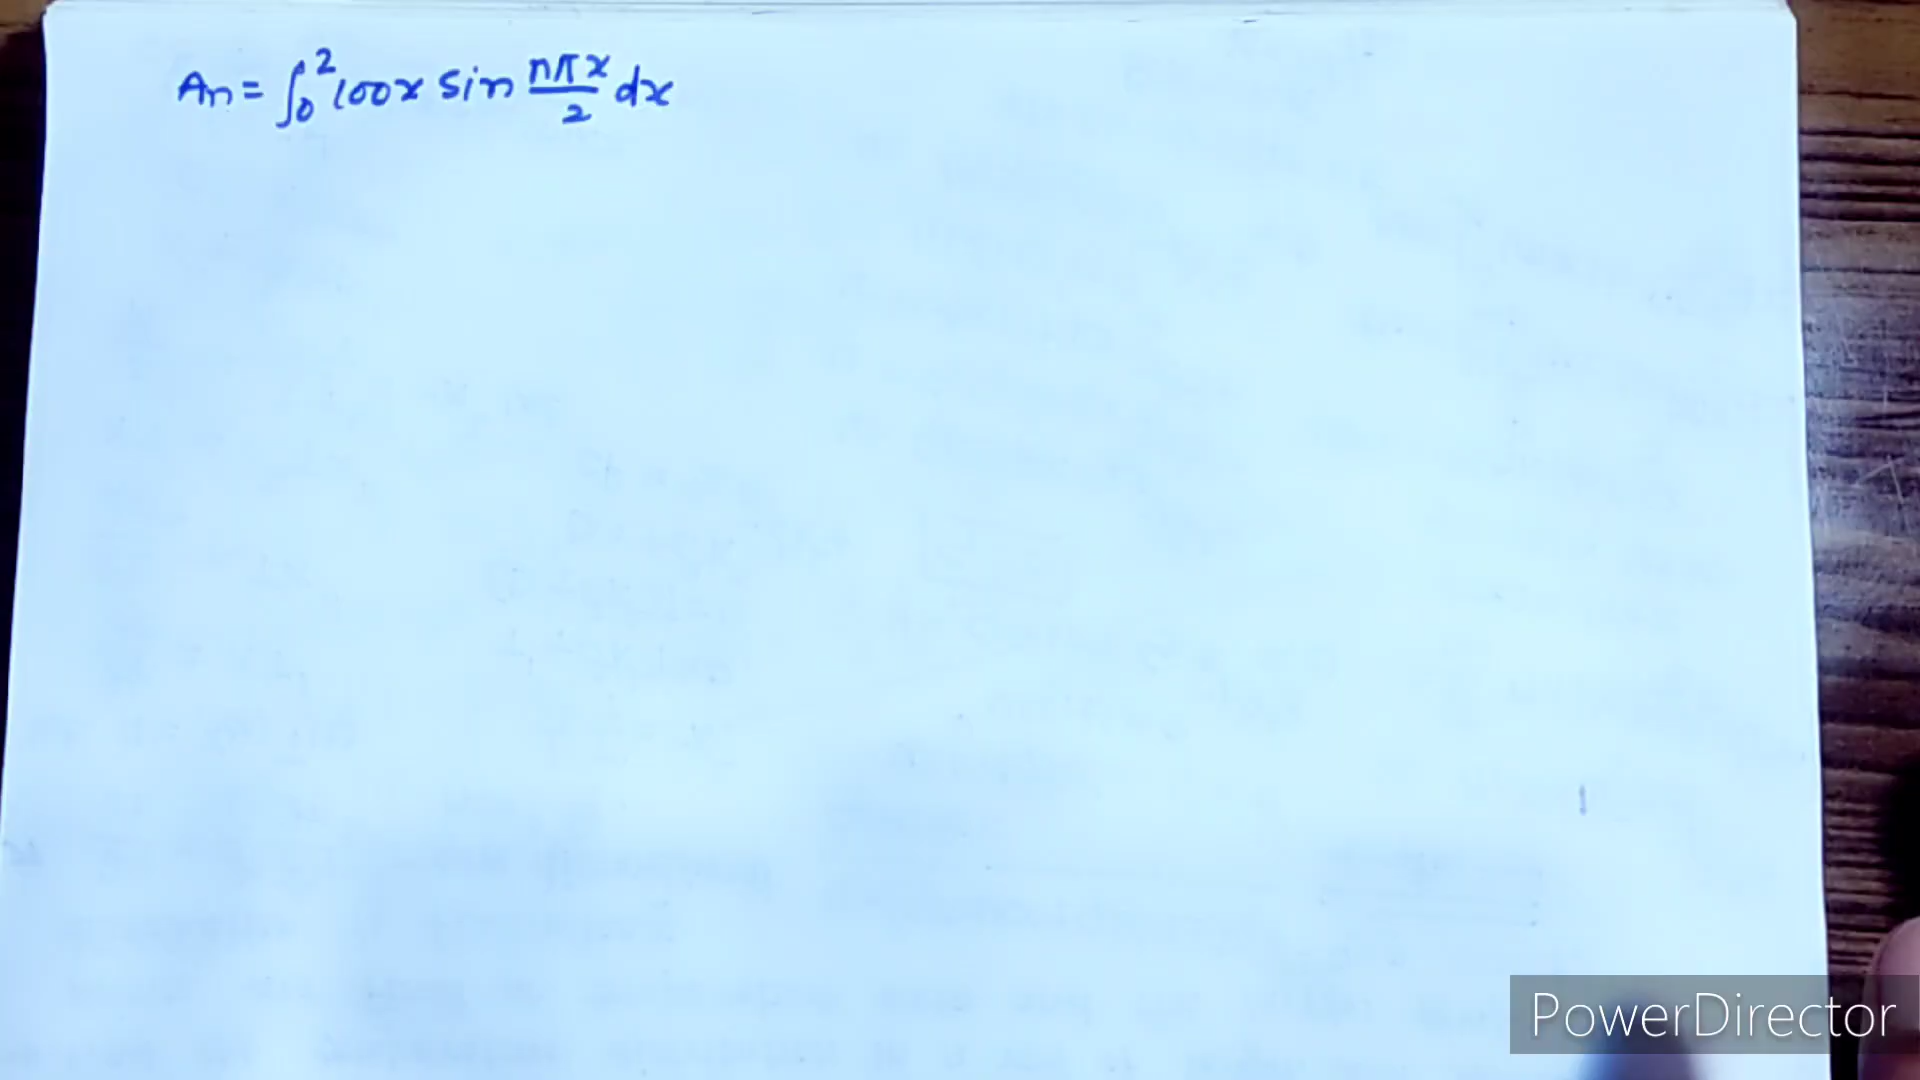 An = ∫₀² 100x sin nπx/2 dx
PowerDirector